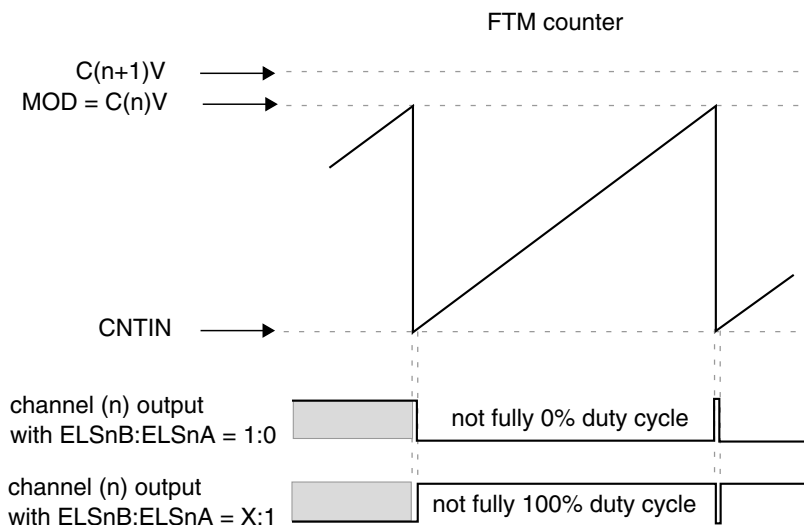 FTM counter
C(n+1)V
MOD = C(n)V
CNTIN
channel (n) output
with ELSnB:ELSnA = 1:0
not fully 0% duty cycle
channel (n) output
with ELSnB:ELSnA = X:1
not fully 100% duty cycle